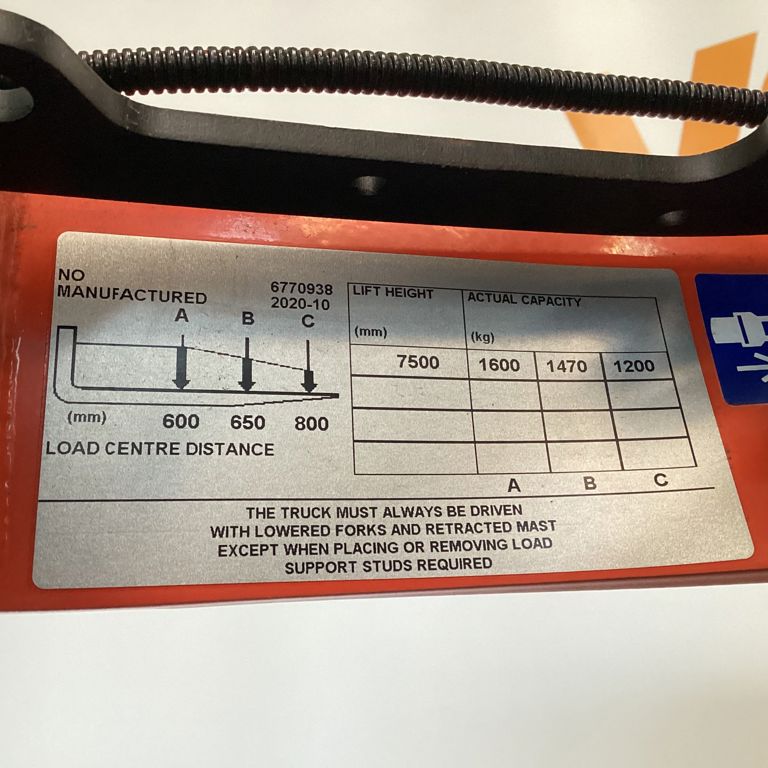 NO 6770938
MANUFACTURED 2020-10
A B C
(mm) 600 650 800
LOAD CENTRE DISTANCE
LIFT HEIGHT ACTUAL CAPACITY
(mm) (kg)
7500 1600 1470 1200
A B C
THE TRUCK MUST ALWAYS BE DRIVEN
WITH LOWERED FORKS AND RETRACTED MAST
EXCEPT WHEN PLACING OR REMOVING LOAD
SUPPORT STUDS REQUIRED